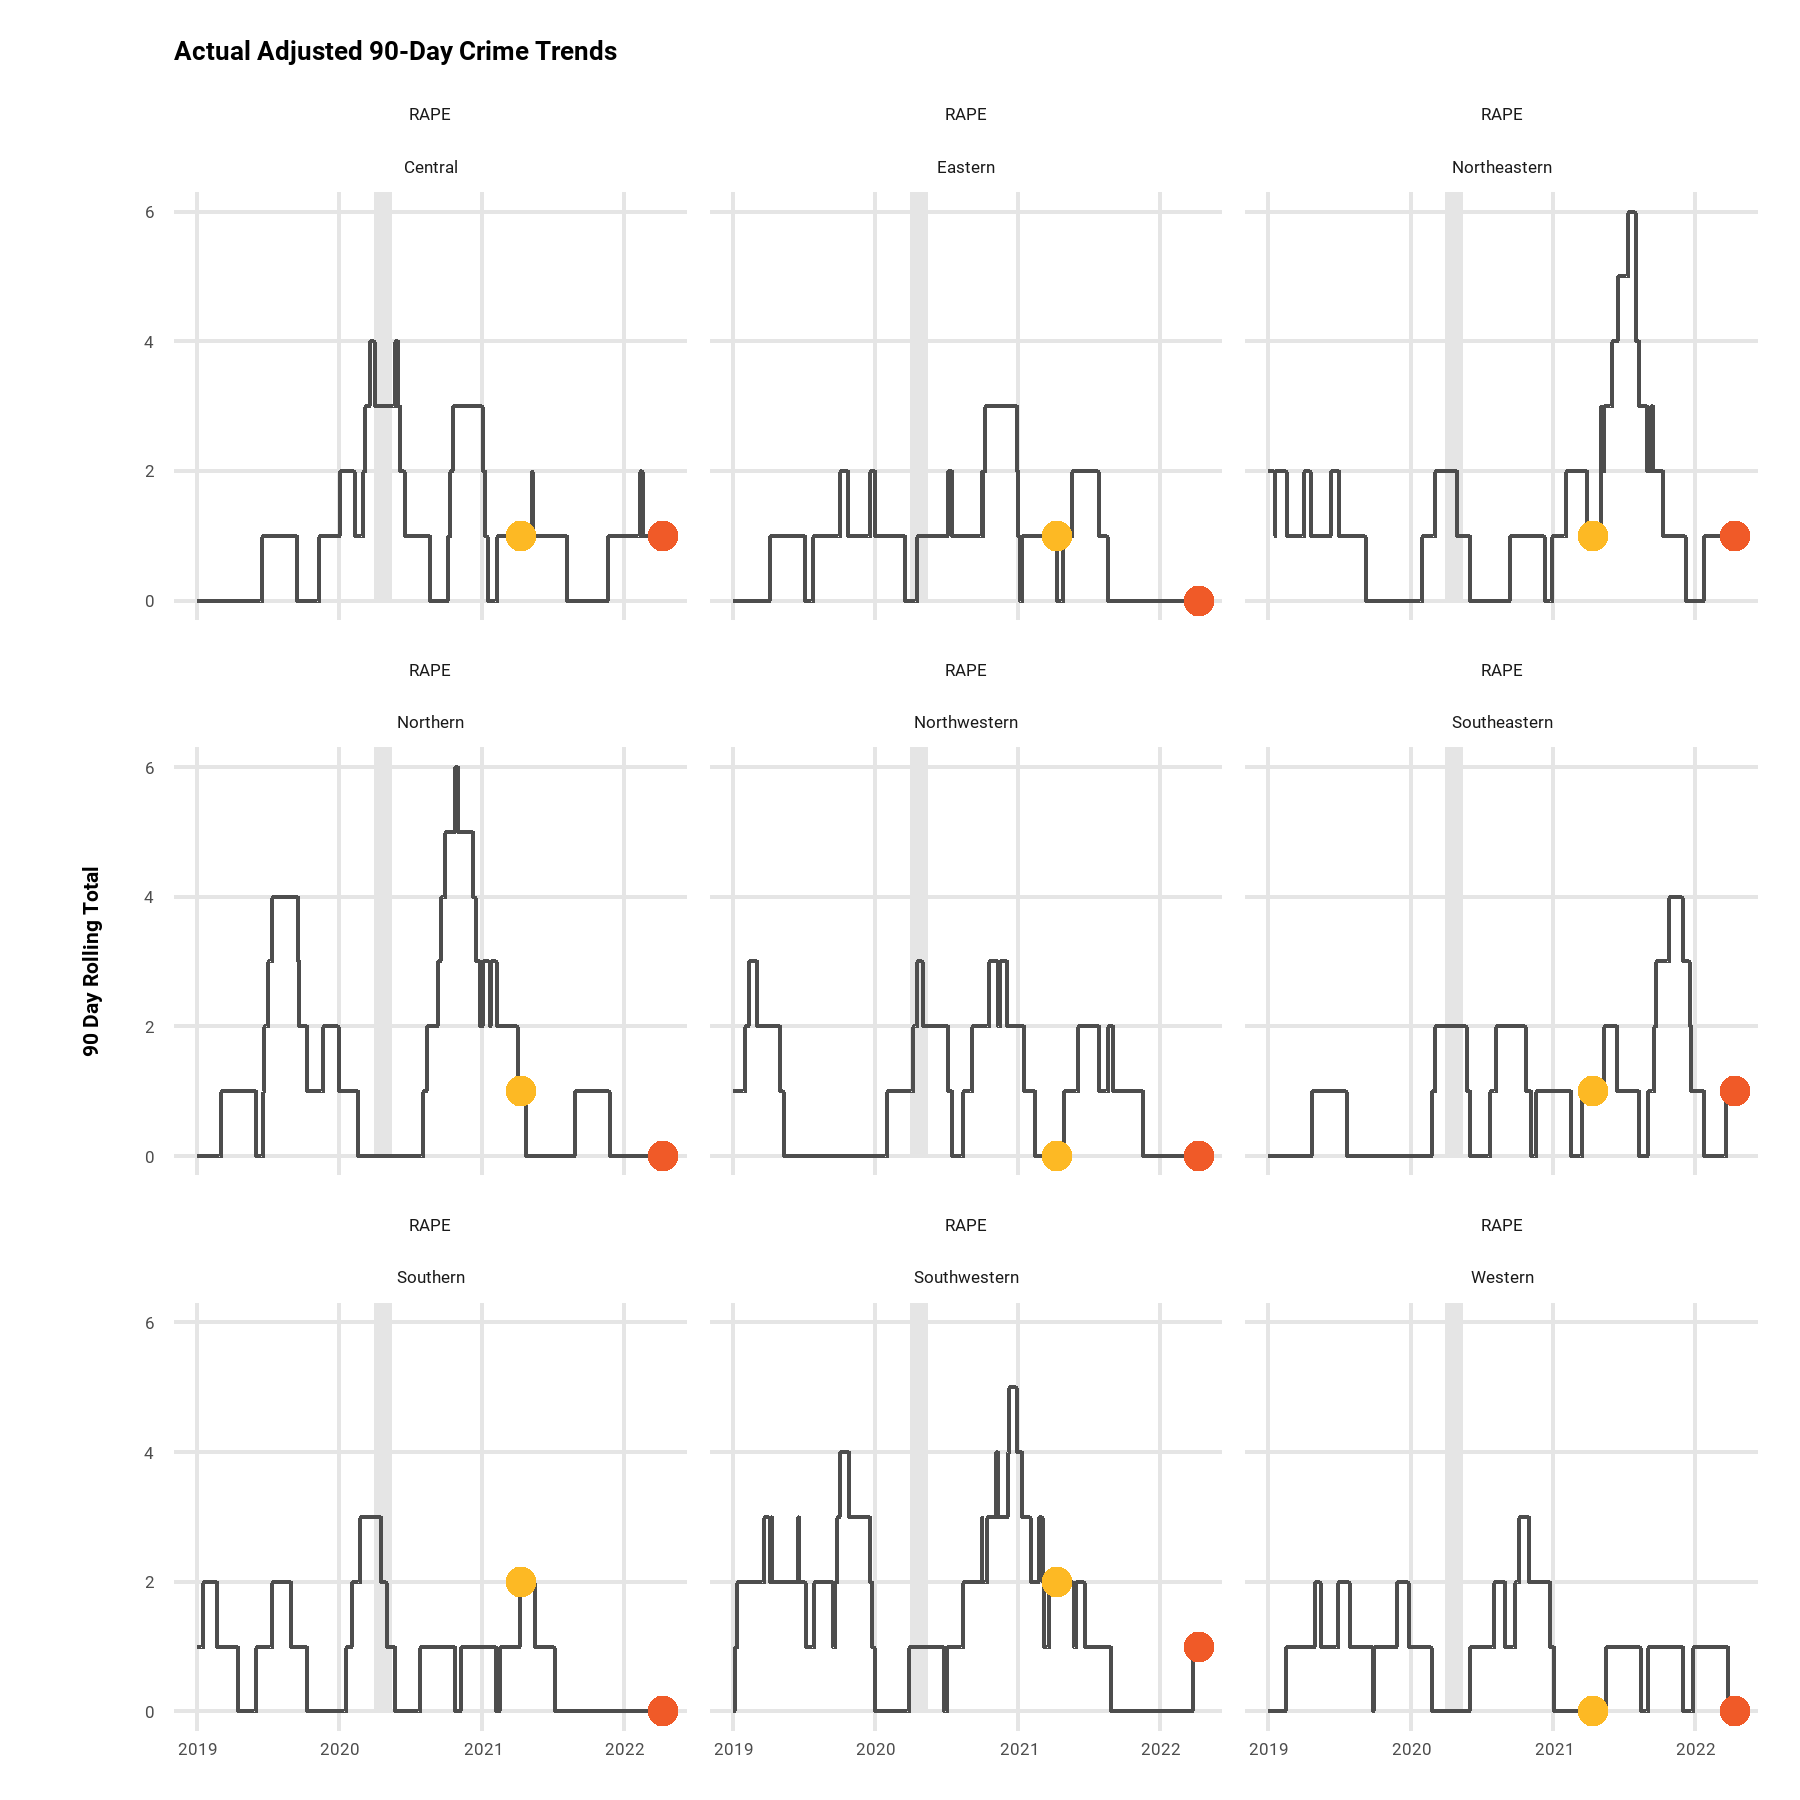 Actual Adjusted 90-Day Crime Trends
RAPE
RAPE
RAPE
Central
Eastern
Northeastern
6
4
2
0
RAPE
RAPE
RAPE
Northern
Northwestern
Southeastern
6
4
2
0
90 Day Rolling Total
RAPE
RAPE
RAPE
Southern
Southwestern
Western
6
4
2
0
2019 2020 2021 2022
2019 2020 2021 2022
2019 2020 2021 2022